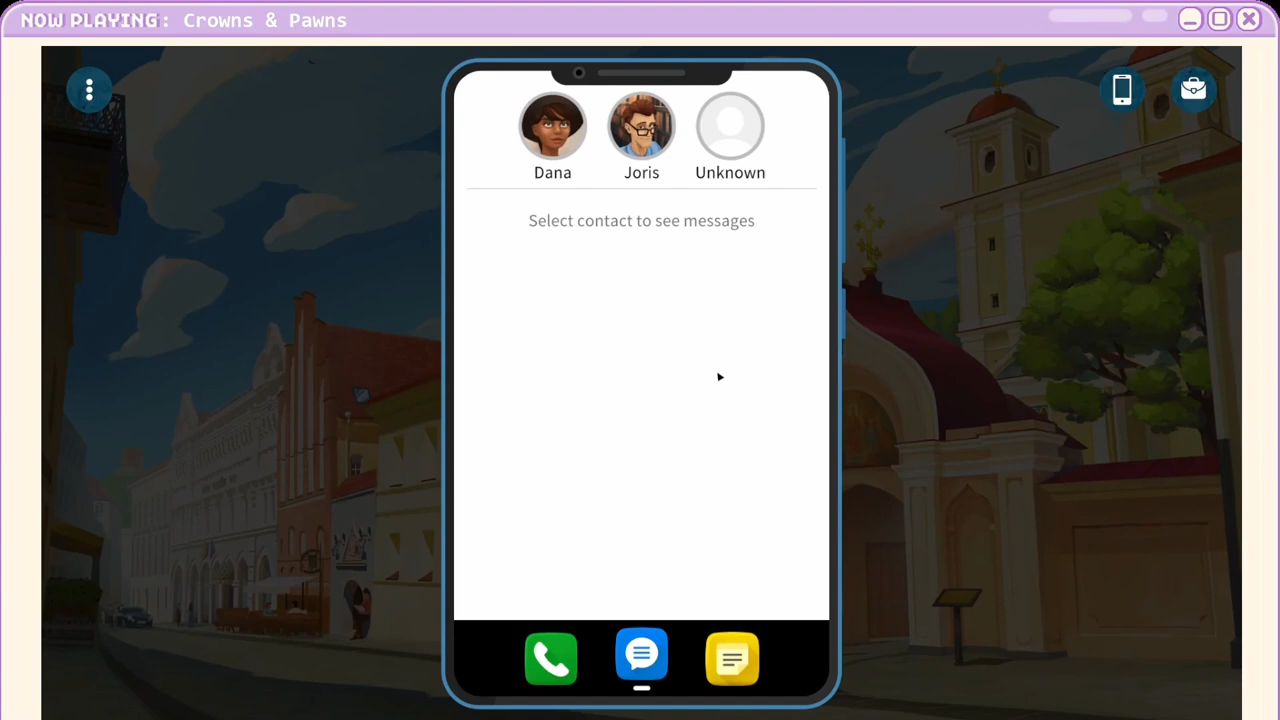 NOW PLAYING: Crowns & Pawns
Dana
Joris
Unknown
Select contact to see messages